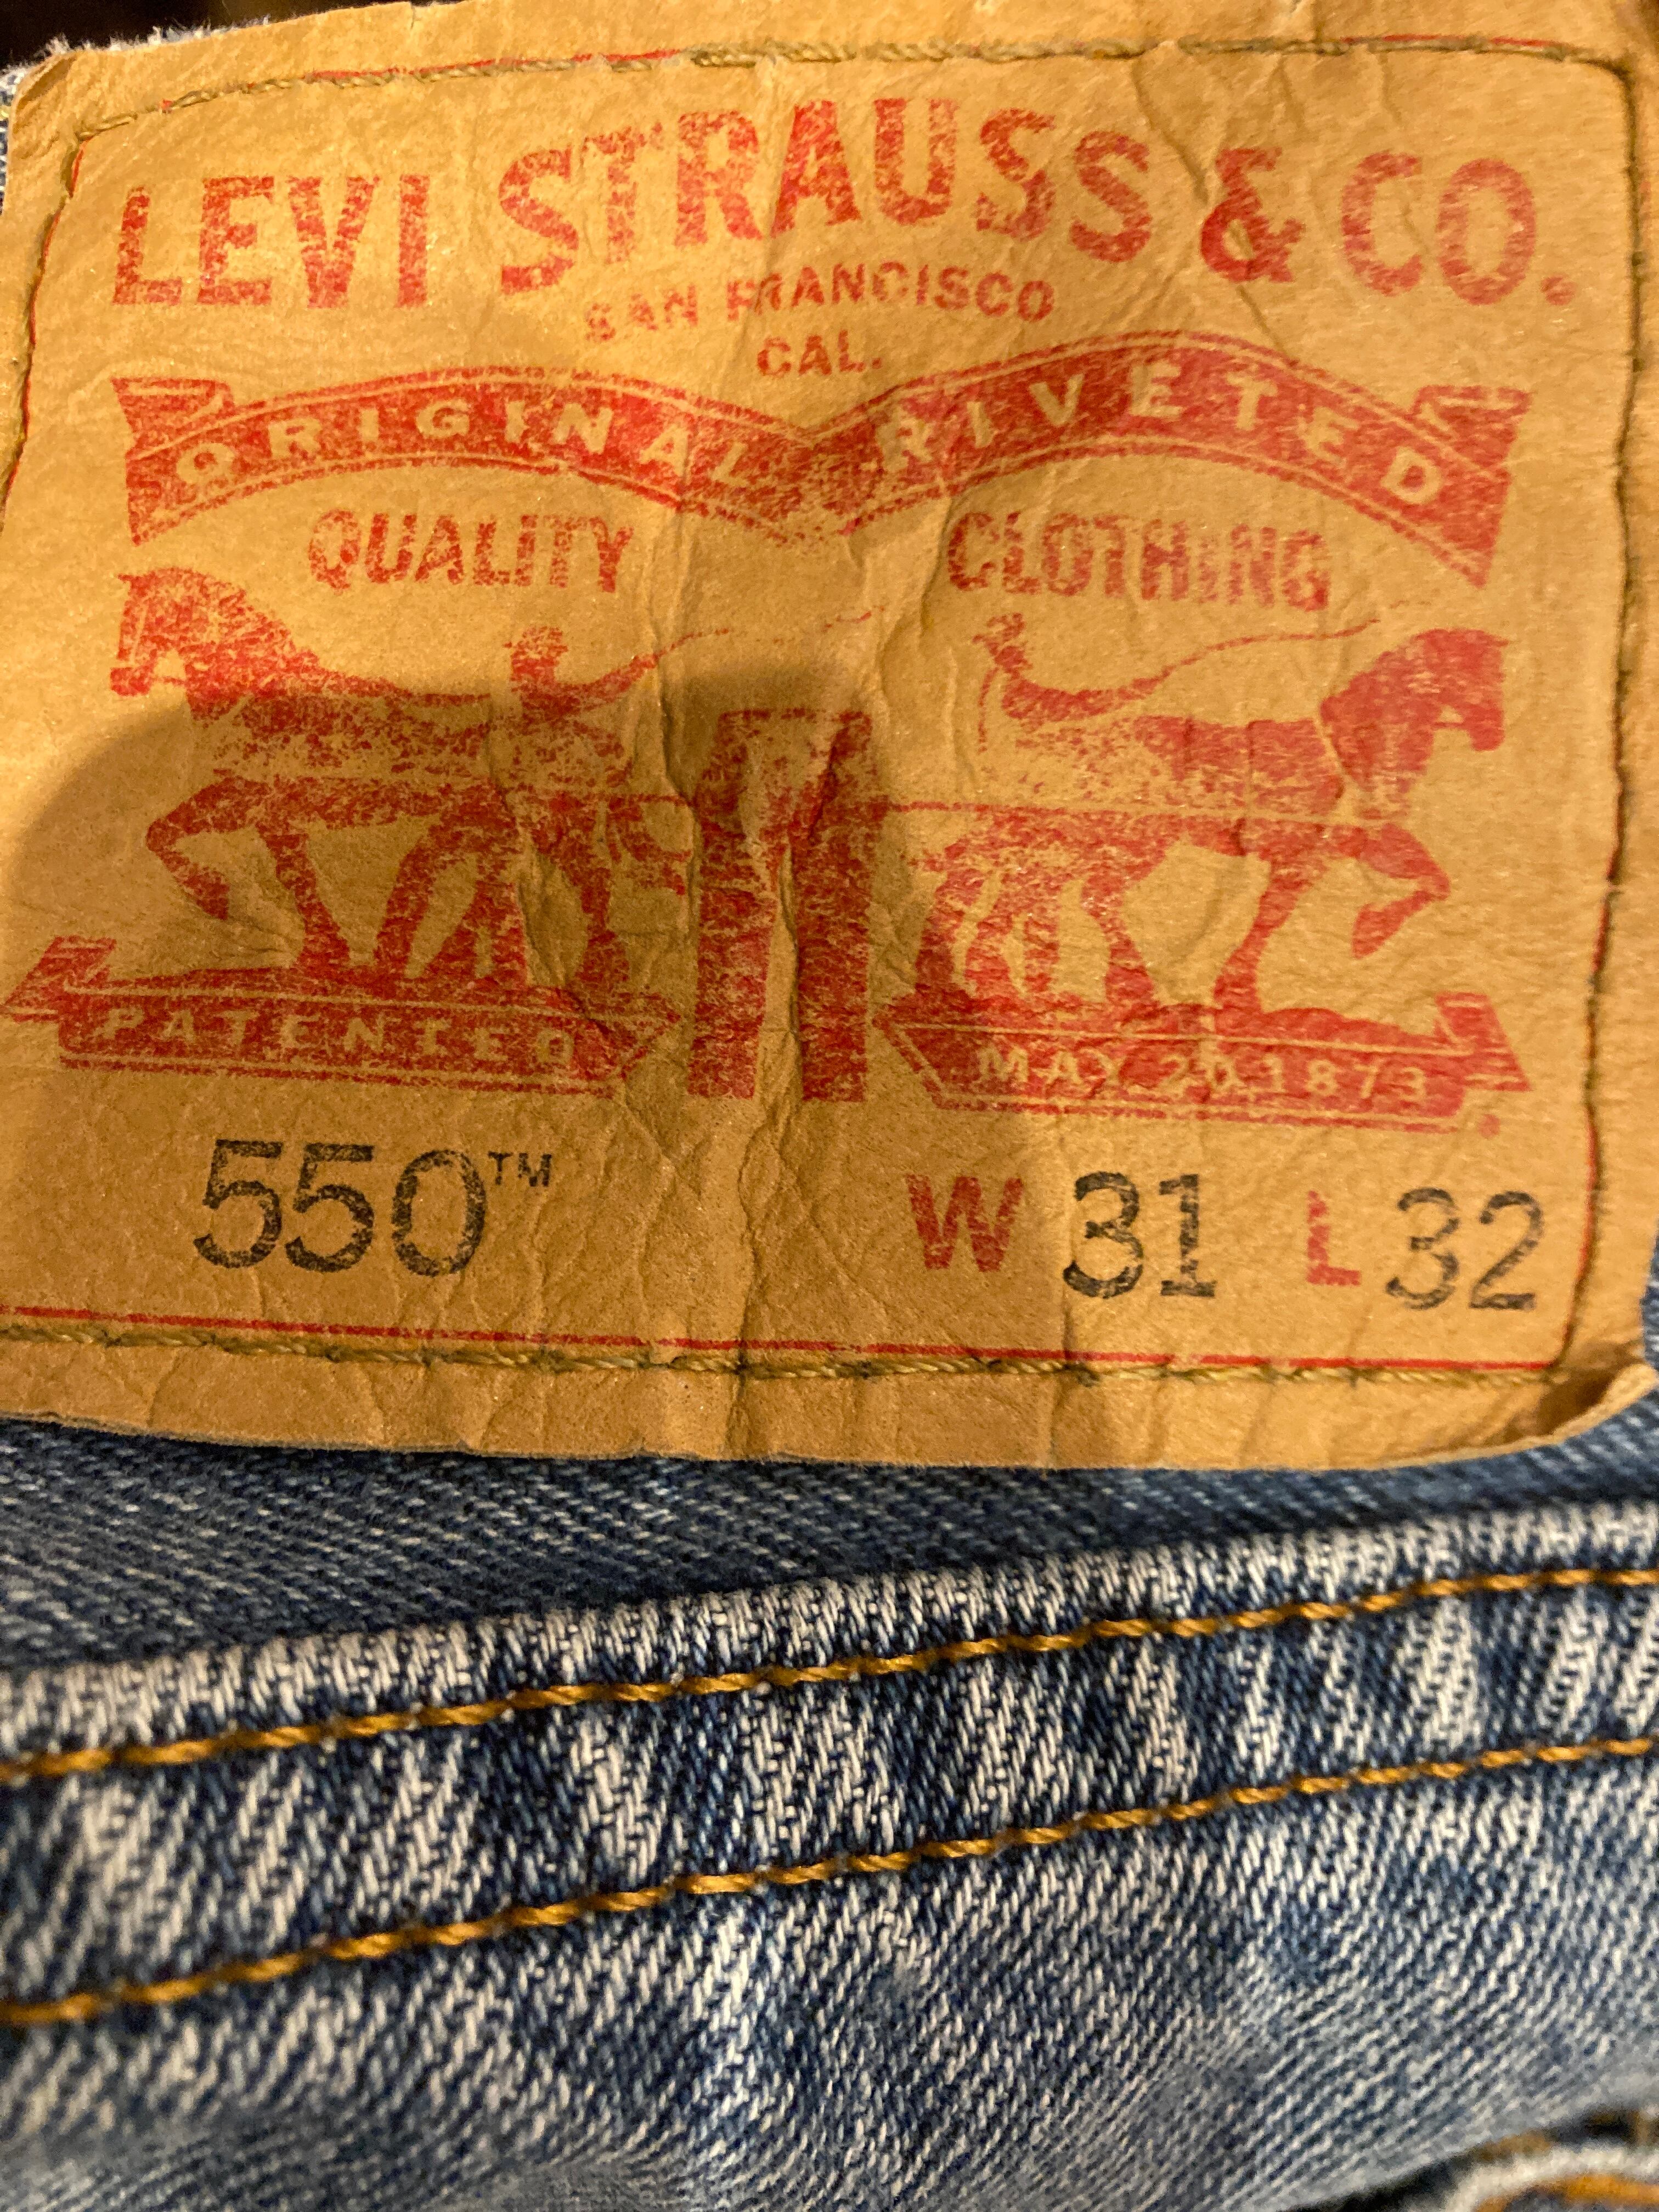 LEVI STRAUSS & CO.
SAN FRANCISCO
CAL.
ORIGINAL RIVETED
QUALITY CLOTHING
PATENTED MAY 20 1873
550™ W 31 L 32